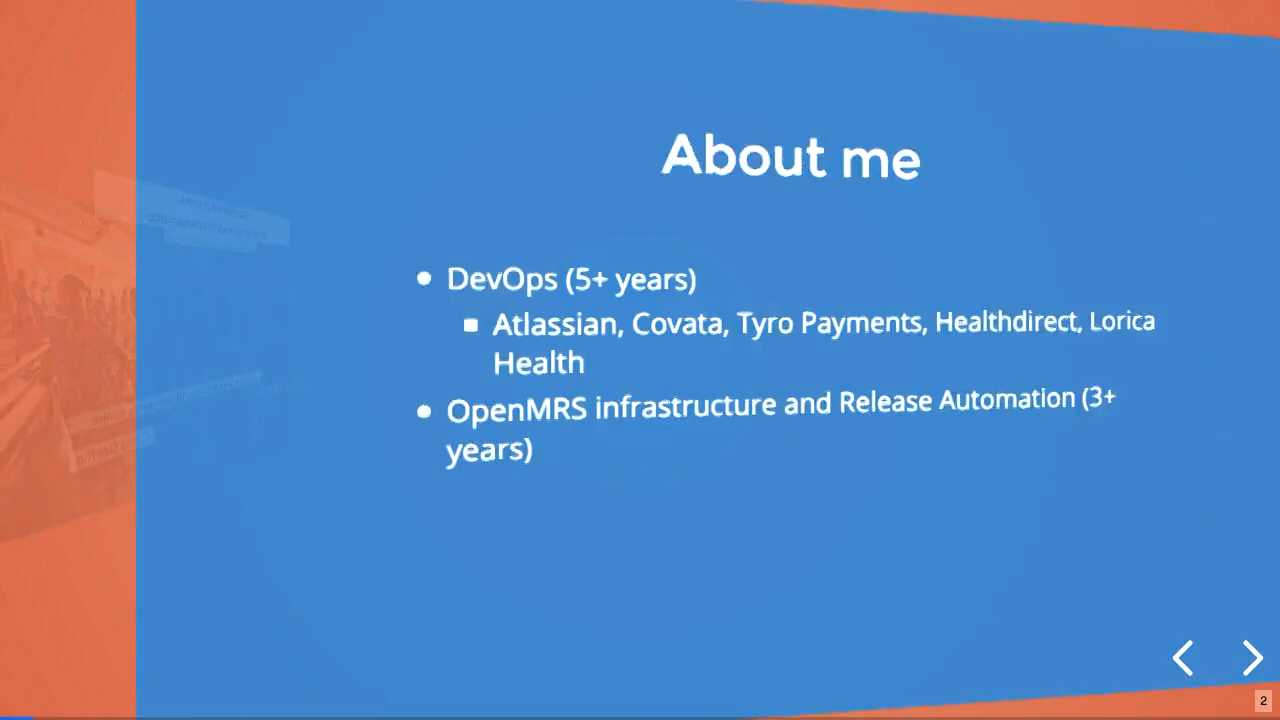 About me
DevOps (5+ years)
Atlassian, Covata, Tyro Payments, Healthdirect, Lorica
Health
OpenMRS infrastructure and Release Automation (3+
years)
2